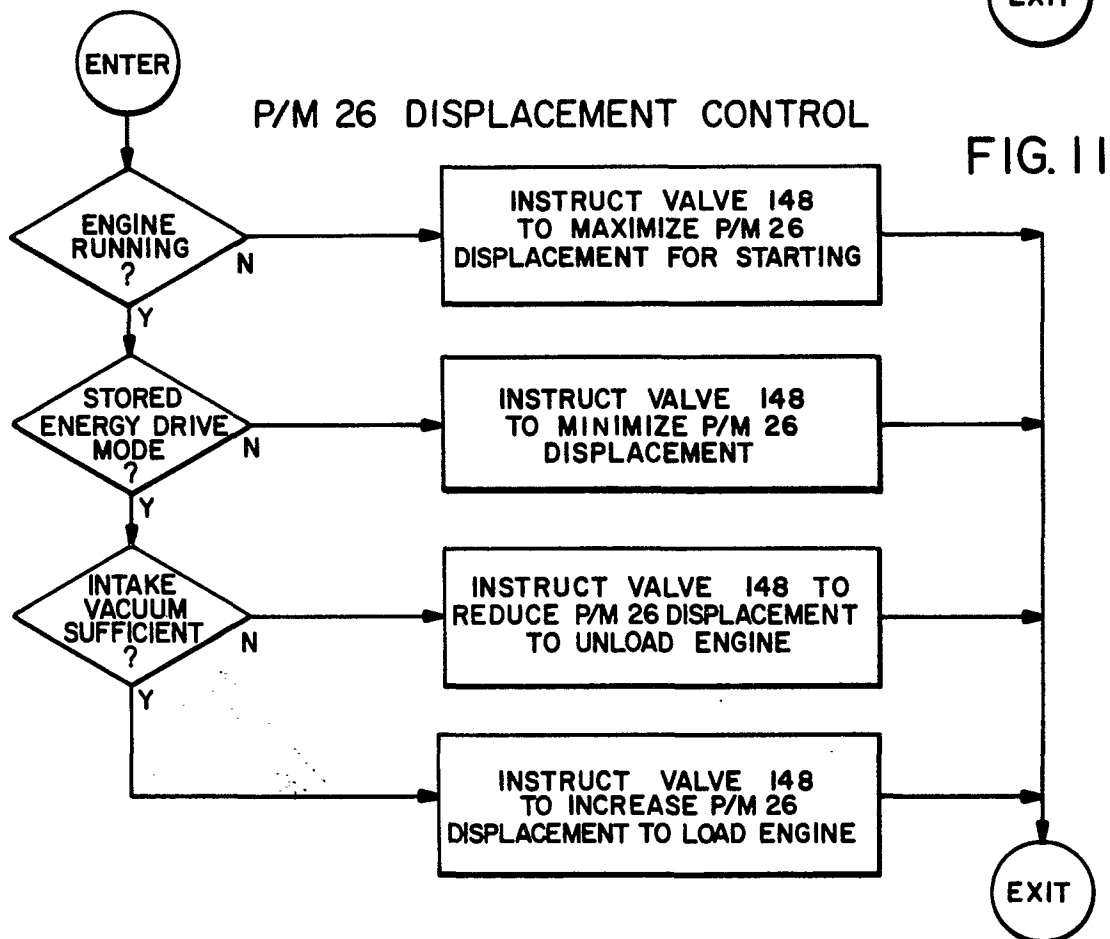 EXIT
ENTER
P/M 26 DISPLACEMENT CONTROL
FIG. 11
ENGINE
RUNNING
?
N
Y
INSTRUCT VALVE 148
TO MAXIMIZE P/M 26
DISPLACEMENT FOR STARTING
STORED
ENERGY DRIVE
MODE
?
N
Y
INSTRUCT VALVE 148
TO MINIMIZE P/M 26
DISPLACEMENT
INTAKE
VACUUM
SUFFICIENT
?
N
Y
INSTRUCT VALVE 148 TO
REDUCE P/M 26 DISPLACEMENT
TO UNLOAD ENGINE
INSTRUCT VALVE 148
TO INCREASE P/M 26
DISPLACEMENT TO LOAD ENGINE
EXIT